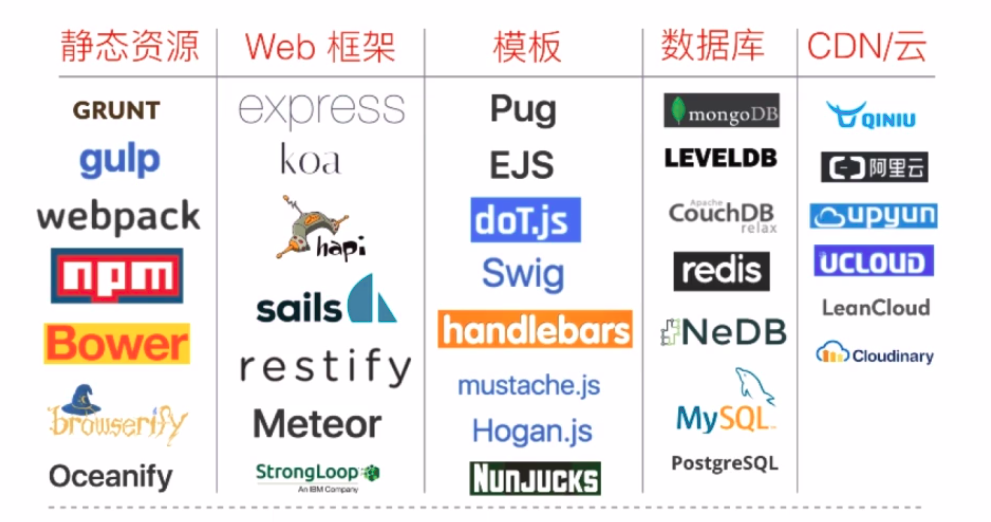 静态资源
Web 框架
模板
数据库
CDN/云
GRUNT
gulp
webpack
npm
Bower
browserify
Oceanify
express
koa
hapi
sails
restify
Meteor
StrongLoop
An IBM Company
Pug
EJS
doT.js
Swig
handlebars
mustache.js
Hogan.js
NUNJUCKS
mongoDB
LEVELDB
Apache
CouchDB
relax
redis
NeDB
MySQL
PostgreSQL
QINIU
阿里云
upyun
UCLOUD
LeanCloud
Cloudinary